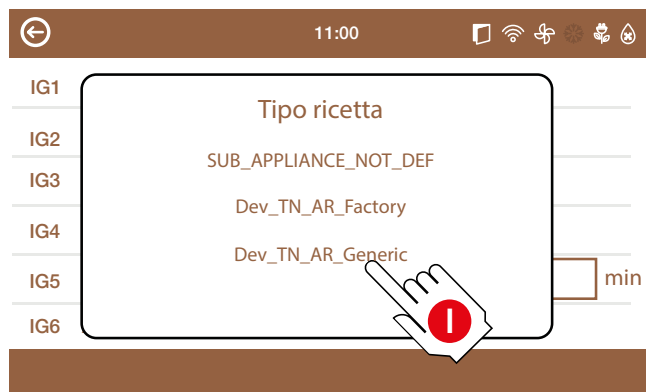 11:00
IG1
Tipo ricetta
IG2
SUB_APPLIANCE_NOT_DEF
IG3
Dev_TN_AR_Factory
IG4
Dev_TN_AR_Generic
IG5
min
I
IG6